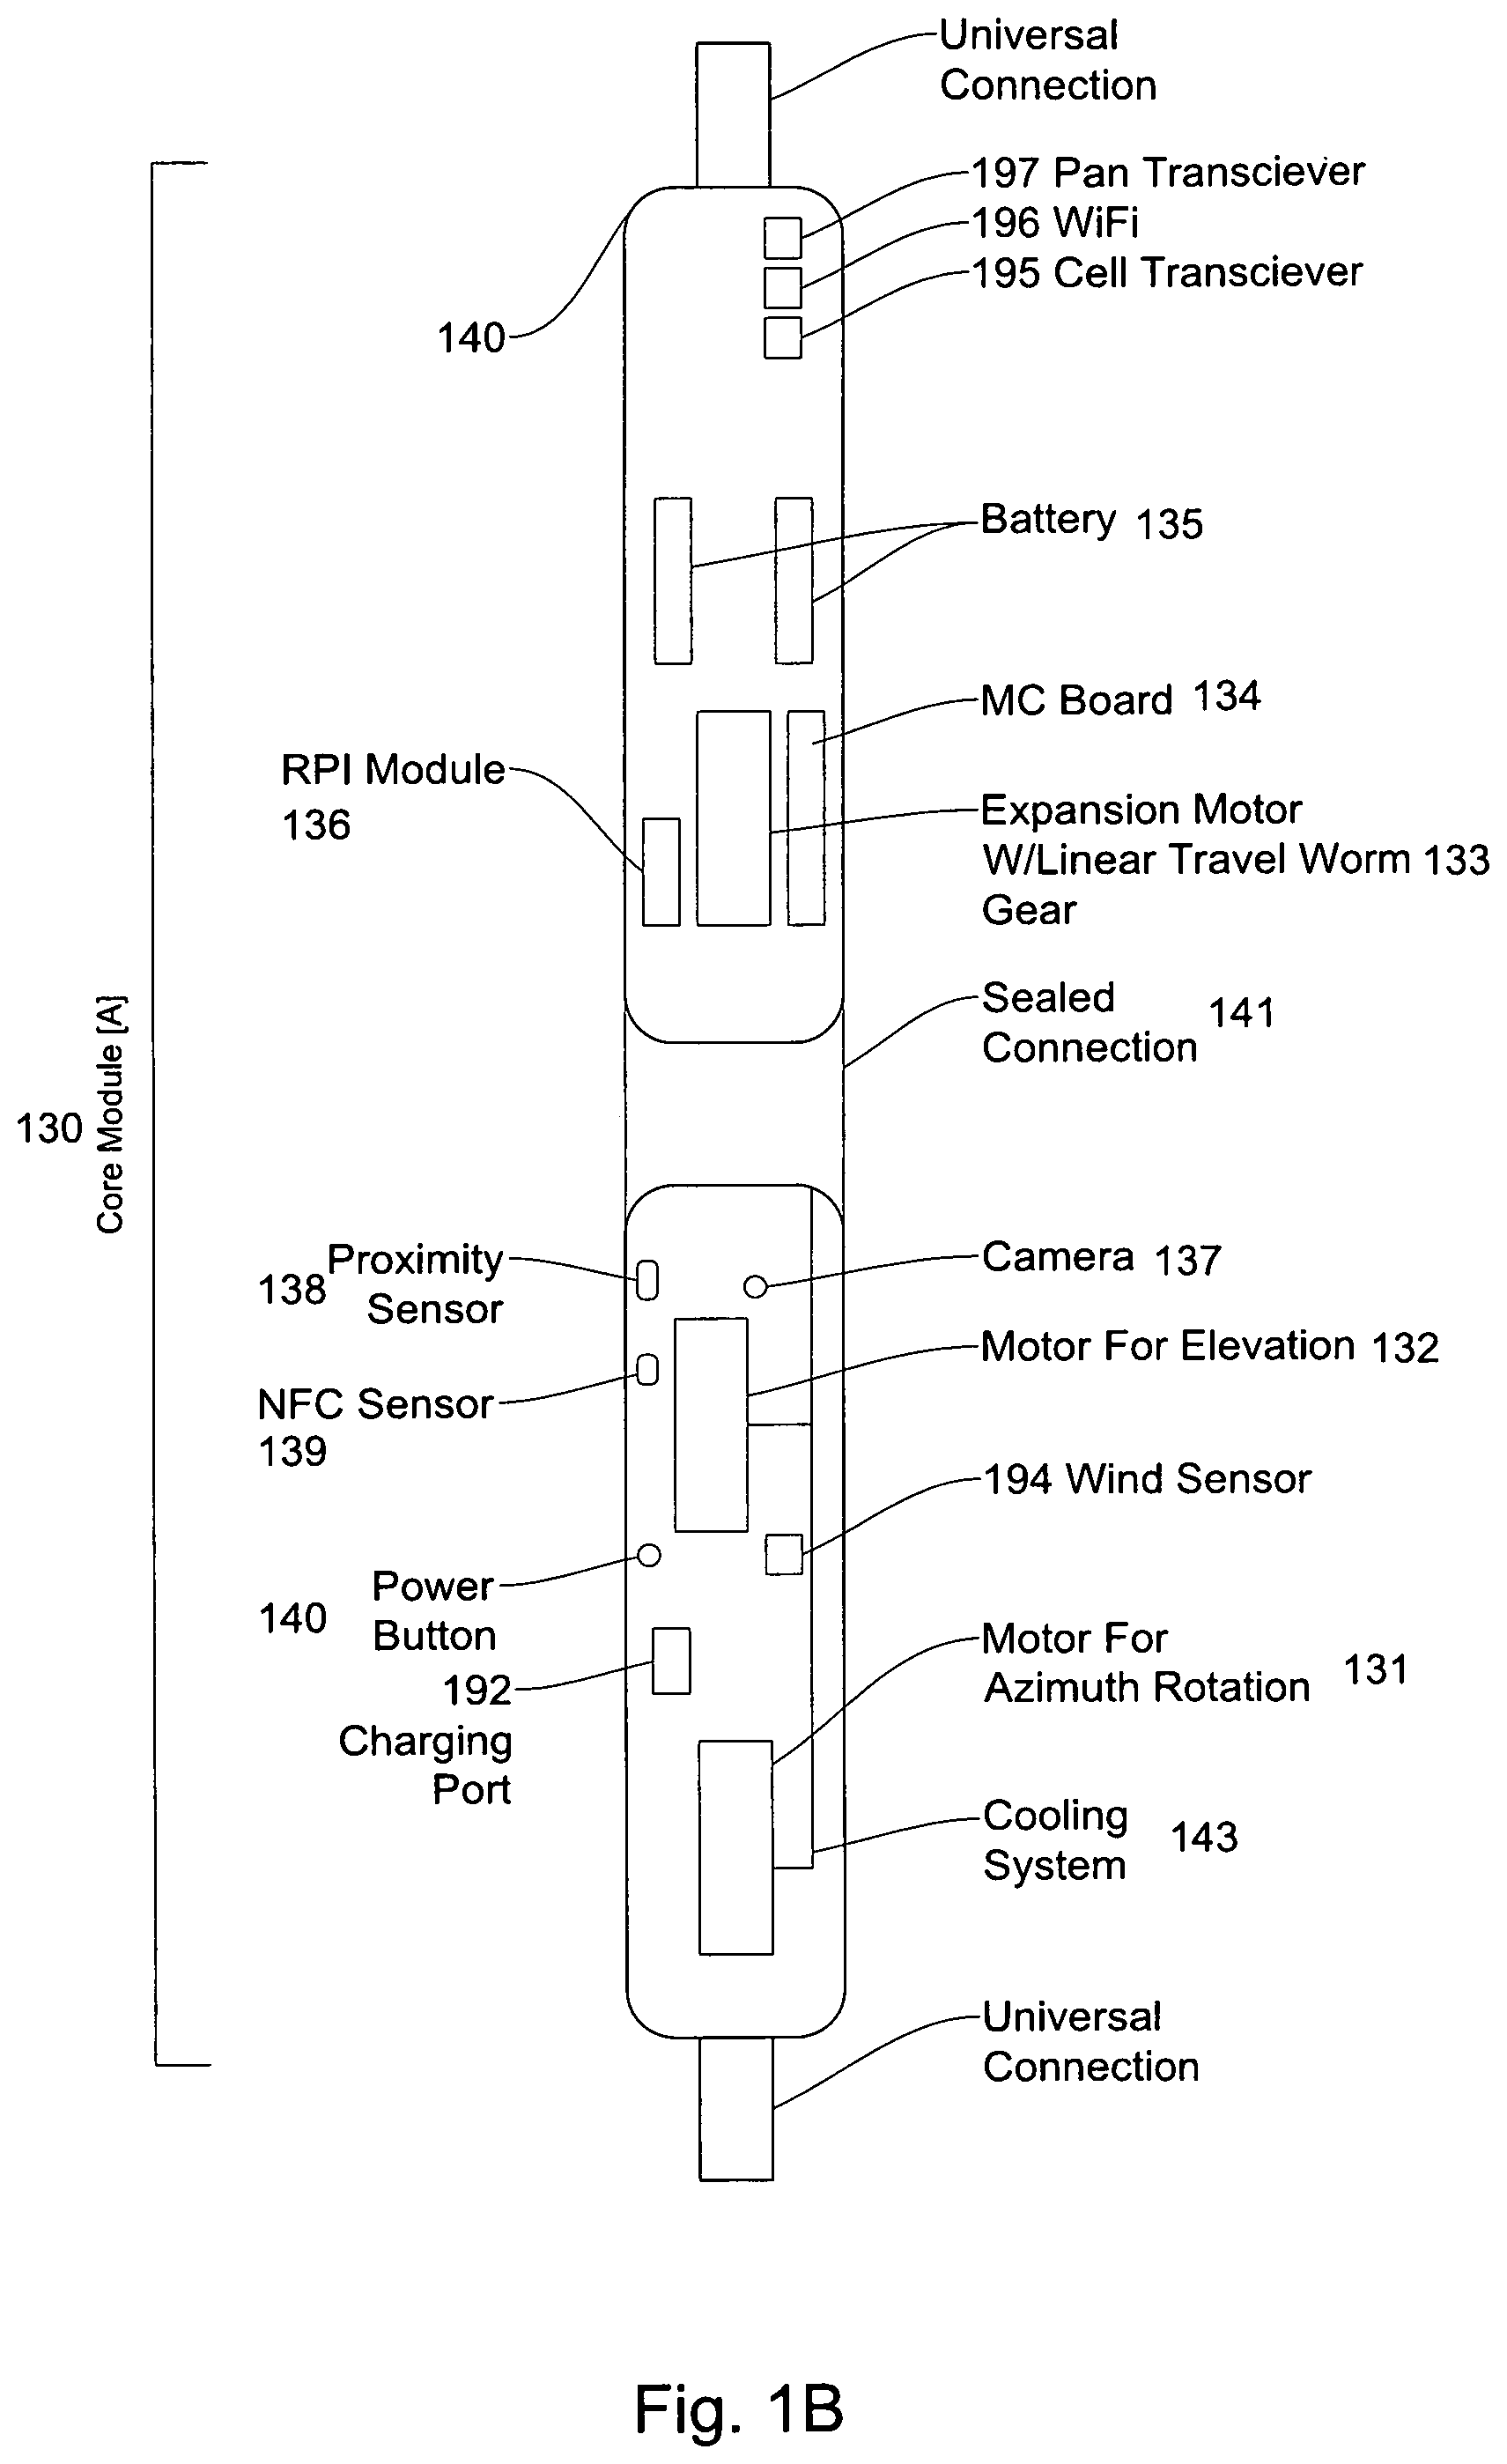 Universal
Connection
197 Pan Transciever
196 WiFi
195 Cell Transciever
140
Battery 135
MC Board 134
RPI Module
136
Expansion Motor
W/Linear Travel Worm 133
Gear
Sealed
Connection 141
130 Core Module [A]
Proximity
Sensor 138
Camera 137
Motor For Elevation 132
NFC Sensor
139
194 Wind Sensor
Power
Button 140
192
Charging
Port
Motor For
Azimuth Rotation 131
Cooling
System 143
Universal
Connection
Fig. 1B